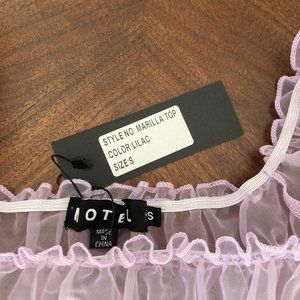 STYLE NO. MARILLA TOP
COLOR LILAC
SIZE S
MADE
IN
CHINA